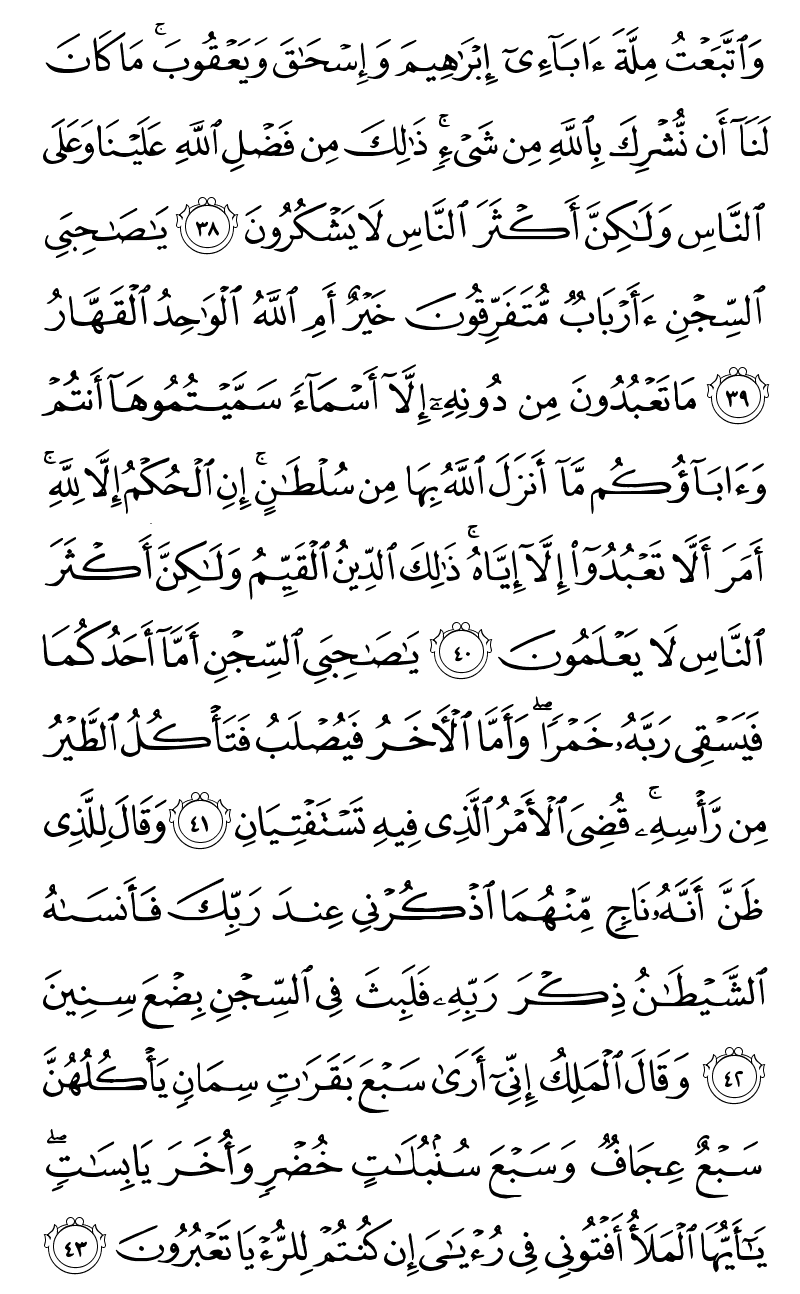 وَٱتَّبَعْتُ مِلَّةَ ءَابَآءِىٓ إِبْرَٰهِيمَ وَإِسْحَٰقَ وَيَعْقُوبَ ۚ مَا كَانَ
لَنَآ أَن نُّشْرِكَ بِٱللَّهِ مِن شَىْءٍ ۚ ذَٰلِكَ مِن فَضْلِ ٱللَّهِ عَلَيْنَا وَعَلَى
ٱلنَّاسِ وَلَٰكِنَّ أَكْثَرَ ٱلنَّاسِ لَا يَشْكُرُونَ ٣٨ يَٰصَٰحِبَىِ
ٱلسِّجْنِ ءَأَرْبَابٌ مُّتَفَرِّقُونَ خَيْرٌ أَمِ ٱللَّهُ ٱلْوَٰحِدُ ٱلْقَهَّارُ
٣٩ مَا تَعْبُدُونَ مِن دُونِهِۦٓ إِلَّآ أَسْمَآءً سَمَّيْتُمُوهَآ أَنتُمْ
وَءَابَآؤُكُم مَّآ أَنزَلَ ٱللَّهُ بِهَا مِن سُلْطَٰنٍ ۚ إِنِ ٱلْحُكْمُ إِلَّا لِلَّهِ ۚ
أَمَرَ أَلَّا تَعْبُدُوٓا۟ إِلَّآ إِيَّاهُ ۚ ذَٰلِكَ ٱلدِّينُ ٱلْقَيِّمُ وَلَٰكِنَّ أَكْثَرَ
ٱلنَّاسِ لَا يَعْلَمُونَ ٤٠ يَٰصَٰحِبَىِ ٱلسِّجْنِ أَمَّآ أَحَدُكُمَا
فَيَسْقِى رَبَّهُۥ خَمْرًا ۖ وَأَمَّا ٱلْءَاخَرُ فَيُصْلَبُ فَتَأْكُلُ ٱلطَّيْرُ
مِن رَّأْسِهِۦ ۚ قُضِىَ ٱلْأَمْرُ ٱلَّذِى فِيهِ تَسْتَفْتِيَانِ ٤١ وَقَالَ لِلَّذِى
ظَنَّ أَنَّهُۥ نَاجٍ مِّنْهُمَا ٱذْكُرْنِى عِندَ رَبِّكَ فَأَنسَىٰهُ
ٱلشَّيْطَٰنُ ذِكْرَ رَبِّهِۦ فَلَبِثَ فِى ٱلسِّجْنِ بِضْعَ سِنِينَ
٤٢ وَقَالَ ٱلْمَلِكُ إِنِّىٓ أَرَىٰ سَبْعَ بَقَرَٰتٍ سِمَانٍ يَأْكُلُهُنَّ
سَبْعٌ عِجَافٌ وَسَبْعَ سُنۢبُلَٰتٍ خُضْرٍ وَأُخَرَ يَابِسَٰتٍ ۖ
يَٰٓأَيُّهَا ٱلْمَلَأُ أَفْتُونِى فِى رُءْيَٰىَ إِن كُنتُمْ لِلرُّءْيَا تَعْبُرُونَ ٤٣